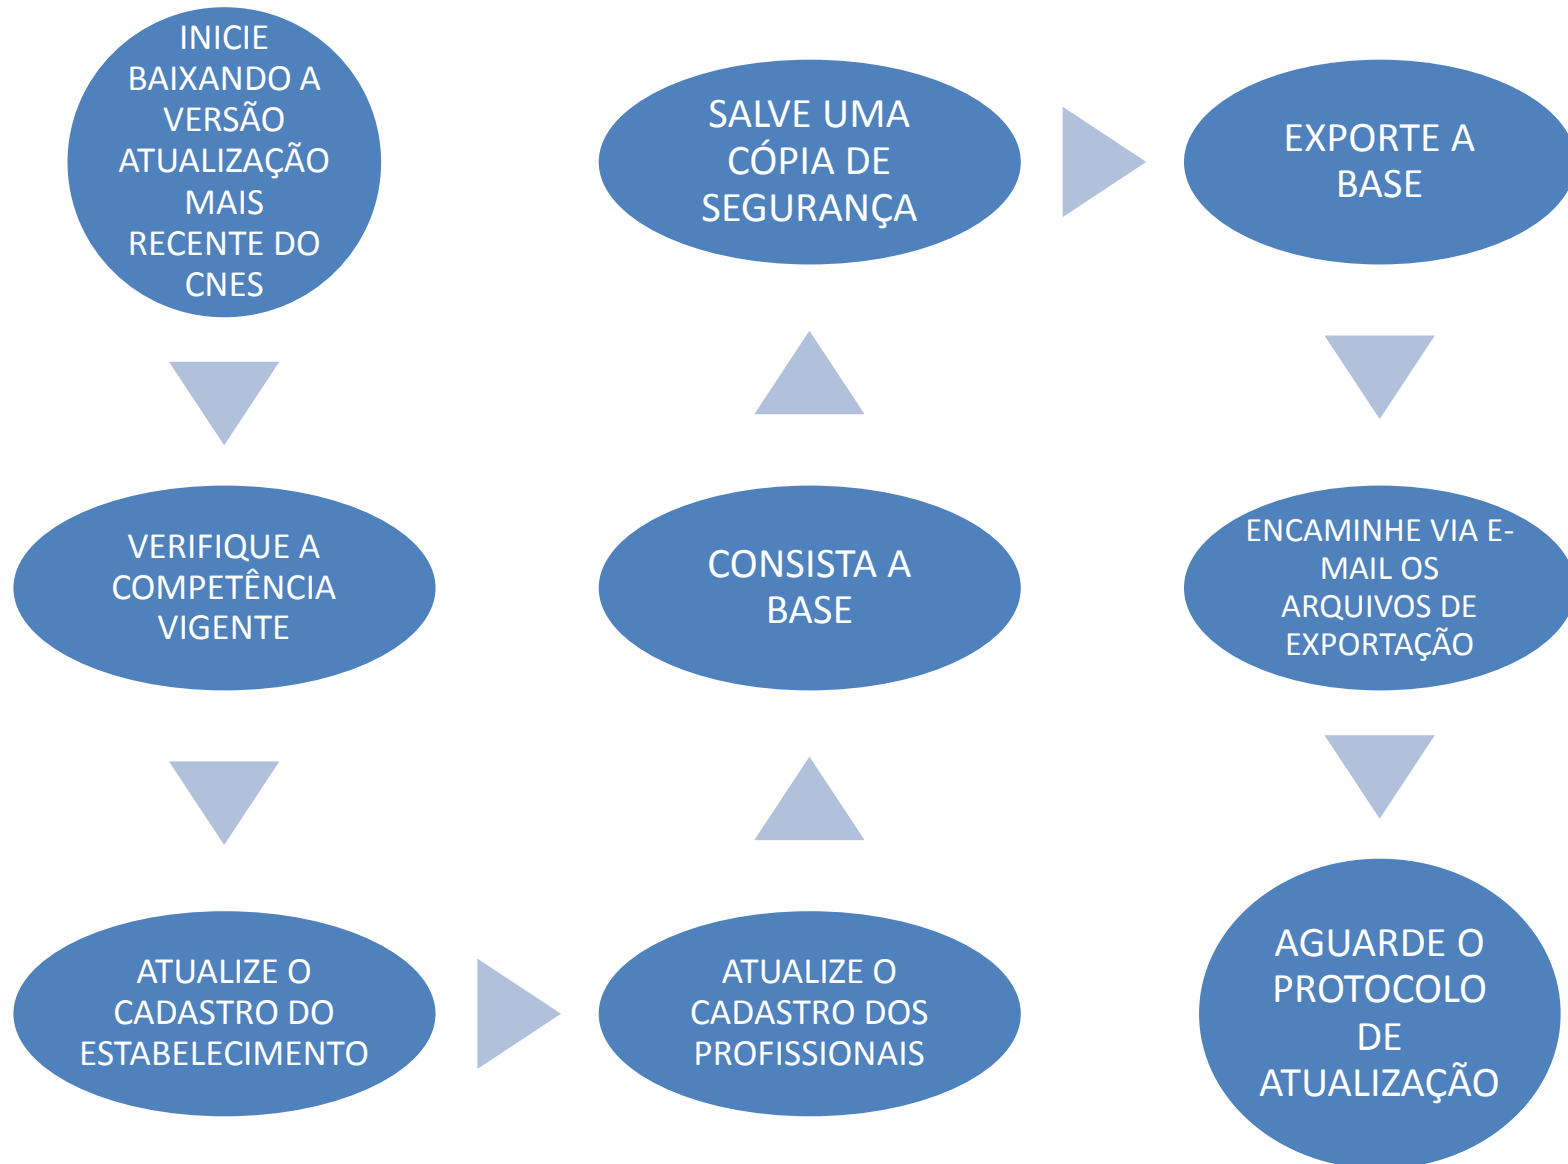 INICIE
BAIXANDO A
VERSÃO
ATUALIZAÇÃO
MAIS
RECENTE DO
CNES
VERIFIQUE A
COMPETÊNCIA
VIGENTE
ATUALIZE O
CADASTRO DO
ESTABELECIMENTO
ATUALIZE O
CADASTRO DOS
PROFISSIONAIS
CONSISTA A
BASE
SALVE UMA
CÓPIA DE
SEGURANÇA
EXPORTE A
BASE
ENCAMINHE VIA E-
MAIL OS
ARQUIVOS DE
EXPORTAÇÃO
AGUARDE O
PROTOCOLO
DE
ATUALIZAÇÃO